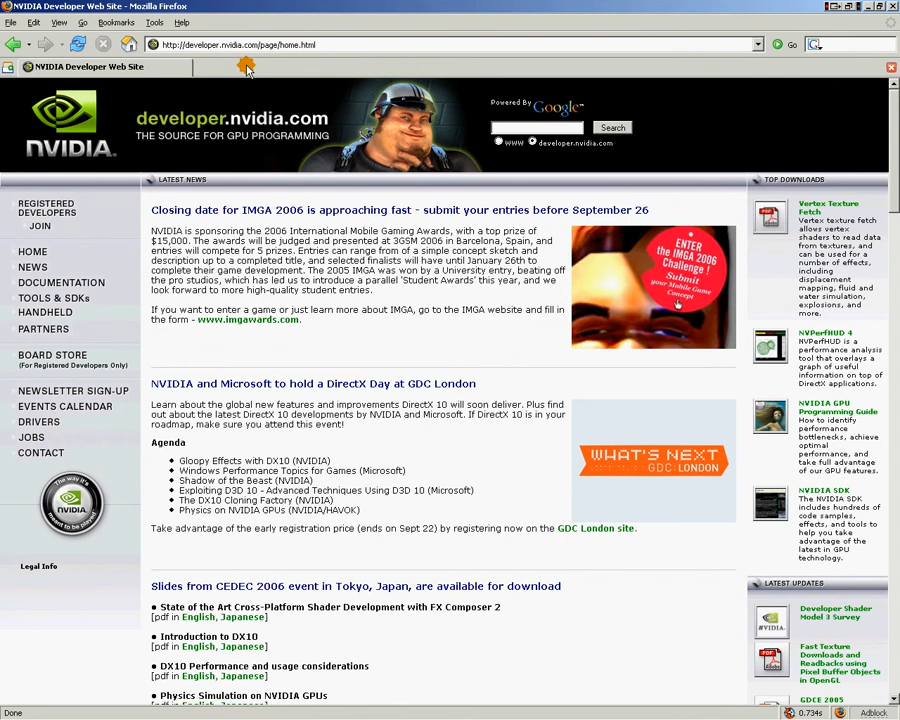 NVIDIA Developer Web Site - Mozilla Firefox
File Edit View Go Bookmarks Tools Help
http://developer.nvidia.com/page/home.html
Go
NVIDIA Developer Web Site
NVIDIA.
developer.nvidia.com
THE SOURCE FOR GPU PROGRAMMING
Powered By Google™
Search
WWW developer.nvidia.com
REGISTERED
DEVELOPERS
JOIN
HOME
NEWS
DOCUMENTATION
TOOLS & SDKs
HANDHELD
PARTNERS
BOARD STORE
(For Registered Developers Only)
NEWSLETTER SIGN-UP
EVENTS CALENDAR
DRIVERS
JOBS
CONTACT
The way it's
NVIDIA
meant to be played
Legal Info
LATEST NEWS
Closing date for IMGA 2006 is approaching fast - submit your entries before September 26
NVIDIA is sponsoring the 2006 International Mobile Gaming Awards, with a top prize of
$15,000. The awards will be judged and presented at 3GSM 2006 in Barcelona, Spain, and
entries will compete for 5 prizes. Entries can range from a simple concept sketch and
description up to a completed title, and selected finalists will have until January 26th to
complete their game development. The 2005 IMGA was won by a University entry, beating off
the pro studios, which has led us to introduce a parallel 'Student Awards' this year, and we
look forward to more high-quality student entries.
If you want to enter a game or just learn more about IMGA, go to the IMGA website and fill in
the form - www.imgawards.com.
ENTER
the IMGA 2006
Challenge !
Submit
your Mobile Game
Concept
NVIDIA and Microsoft to hold a DirectX Day at GDC London
Learn about the global new features and improvements DirectX 10 will soon deliver. Plus find
out about the latest DirectX 10 developments by NVIDIA and Microsoft. If DirectX 10 is in your
roadmap, make sure you attend this event!
Agenda
Gloopy Effects with DX10 (NVIDIA)
Windows Performance Topics for Games (Microsoft)
Shadow of the Beast (NVIDIA)
Exploiting D3D 10 - Advanced Techniques Using D3D 10 (Microsoft)
The DX10 Cloning Factory (NVIDIA)
Physics on NVIDIA GPUs (NVIDIA/HAVOK)
Take advantage of the early registration price (ends on Sept 22) by registering now on the GDC London site.
WHAT'S NEXT
GDC:LONDON
Slides from CEDEC 2006 event in Tokyo, Japan, are available for download
• State of the Art Cross-Platform Shader Development with FX Composer 2
[pdf in English, Japanese]
• Introduction to DX10
[pdf in English, Japanese]
• DX10 Performance and usage considerations
[pdf in English, Japanese]
• Physics Simulation on NVIDIA GPUs
TOP DOWNLOADS
Vertex Texture
Fetch
Vertex texture fetch
allows vertex
shaders to read data
from textures, and
can be used for a
number of effects,
including
displacement
mapping, fluid and
water simulation,
explosions, and
more.
NVPerfHUD 4
NVPerfHUD is a
performance analysis
tool that overlays a
graph of useful
information on top of
DirectX applications.
NVIDIA GPU
Programming Guide
How to identify
performance
bottlenecks, achieve
optimal
performance, and
take full advantage
of our GPU features.
NVIDIA SDK
includes hundreds of
code samples,
effects, and tools to
help you take
advantage of the
latest in GPU
technology.
LATEST UPDATES
Developer Shader
Model 3 Survey
Fast Texture
Downloads and
Readbacks using
Pixel Buffer Objects
in OpenGL
GDCE 2005
Done
0.734s
Adblock